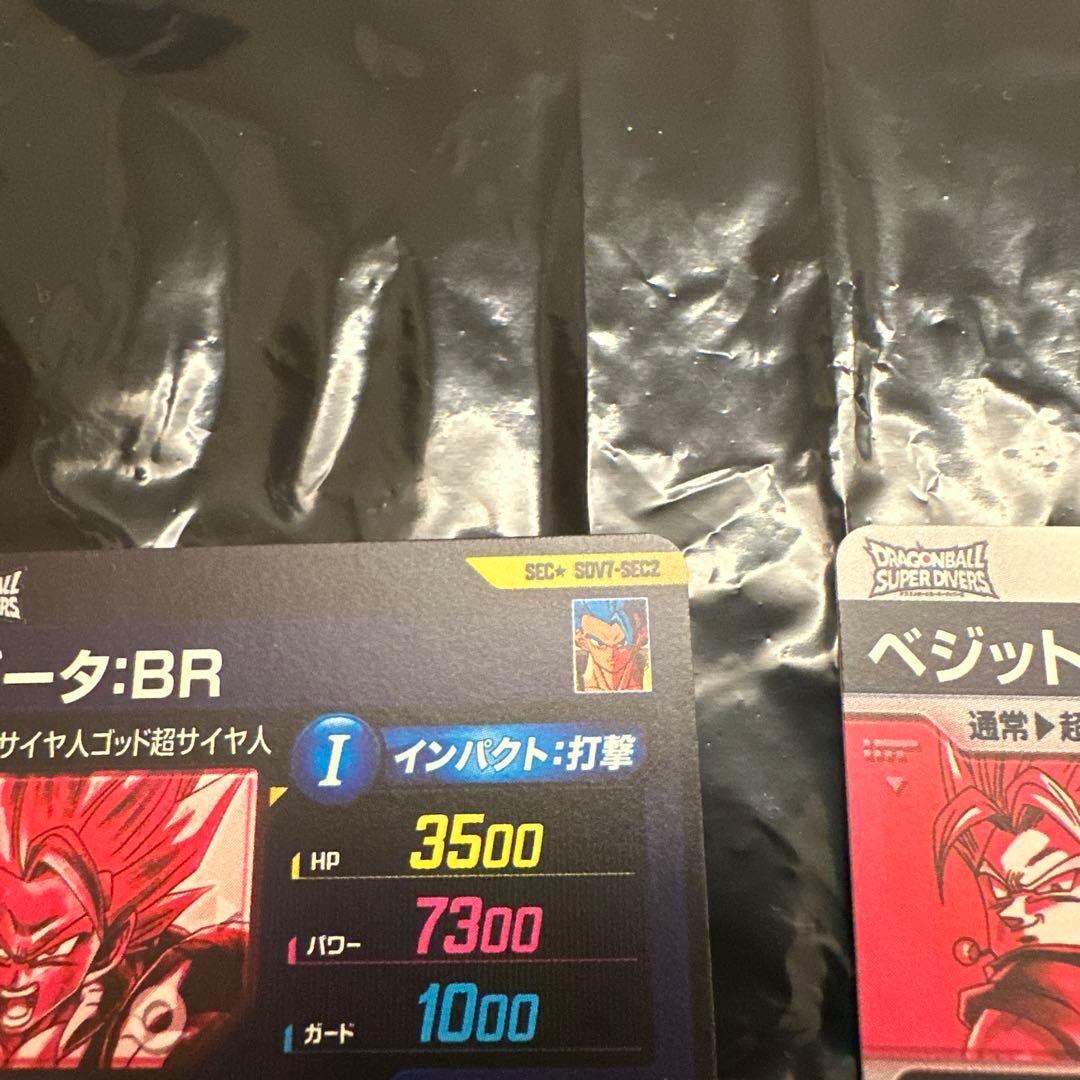 SEC★ SDV7-SEC2
ータ:BR
サイヤ人ゴッド超サイヤ人
I インパクト:打撃
HP 3500
パワー 7300
ガード 1000
DRAGONBALL
SUPER DIVERS
ベジット
通常▶超